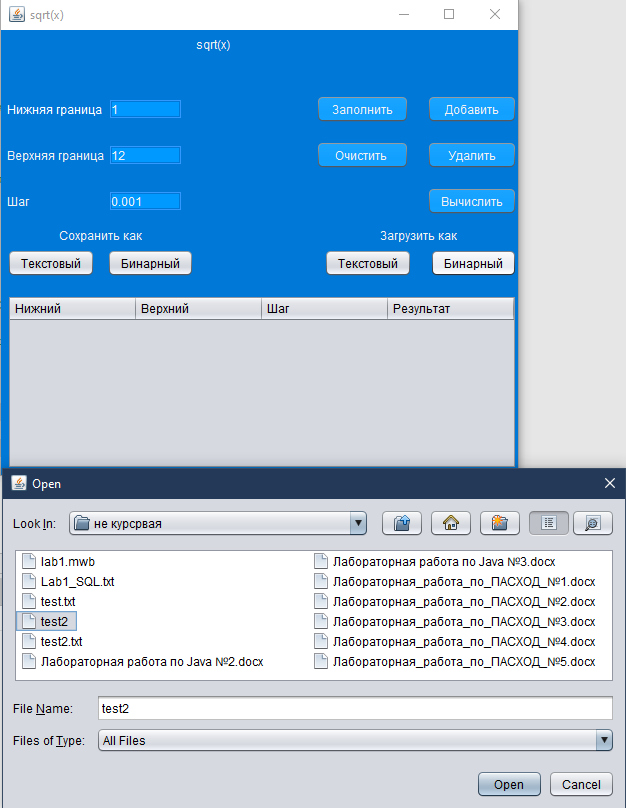 sqrt(x)
sqrt(x)
Нижняя граница 1 Заполнить Добавить
Верхняя граница 12 Очистить Удалить
Шаг 0.001 Вычислить
Сохранить как Загрузить как
Текстовый Бинарный Текстовый Бинарный
Нижний Верхний Шаг Результат
Open
Look In: не курсрвая
lab1.mwb
Lab1_SQL.txt
test.txt
test2
test2.txt
Лабораторная работа по Java №2.docx
Лабораторная работа по Java №3.docx
Лабораторная_работа_по_ПАСХОД_№1.docx
Лабораторная_работа_по_ПАСХОД_№2.docx
Лабораторная_работа_по_ПАСХОД_№3.docx
Лабораторная_работа_по_ПАСХОД_№4.docx
Лабораторная_работа_по_ПАСХОД_№5.docx
File Name: test2
Files of Type: All Files
Open Cancel